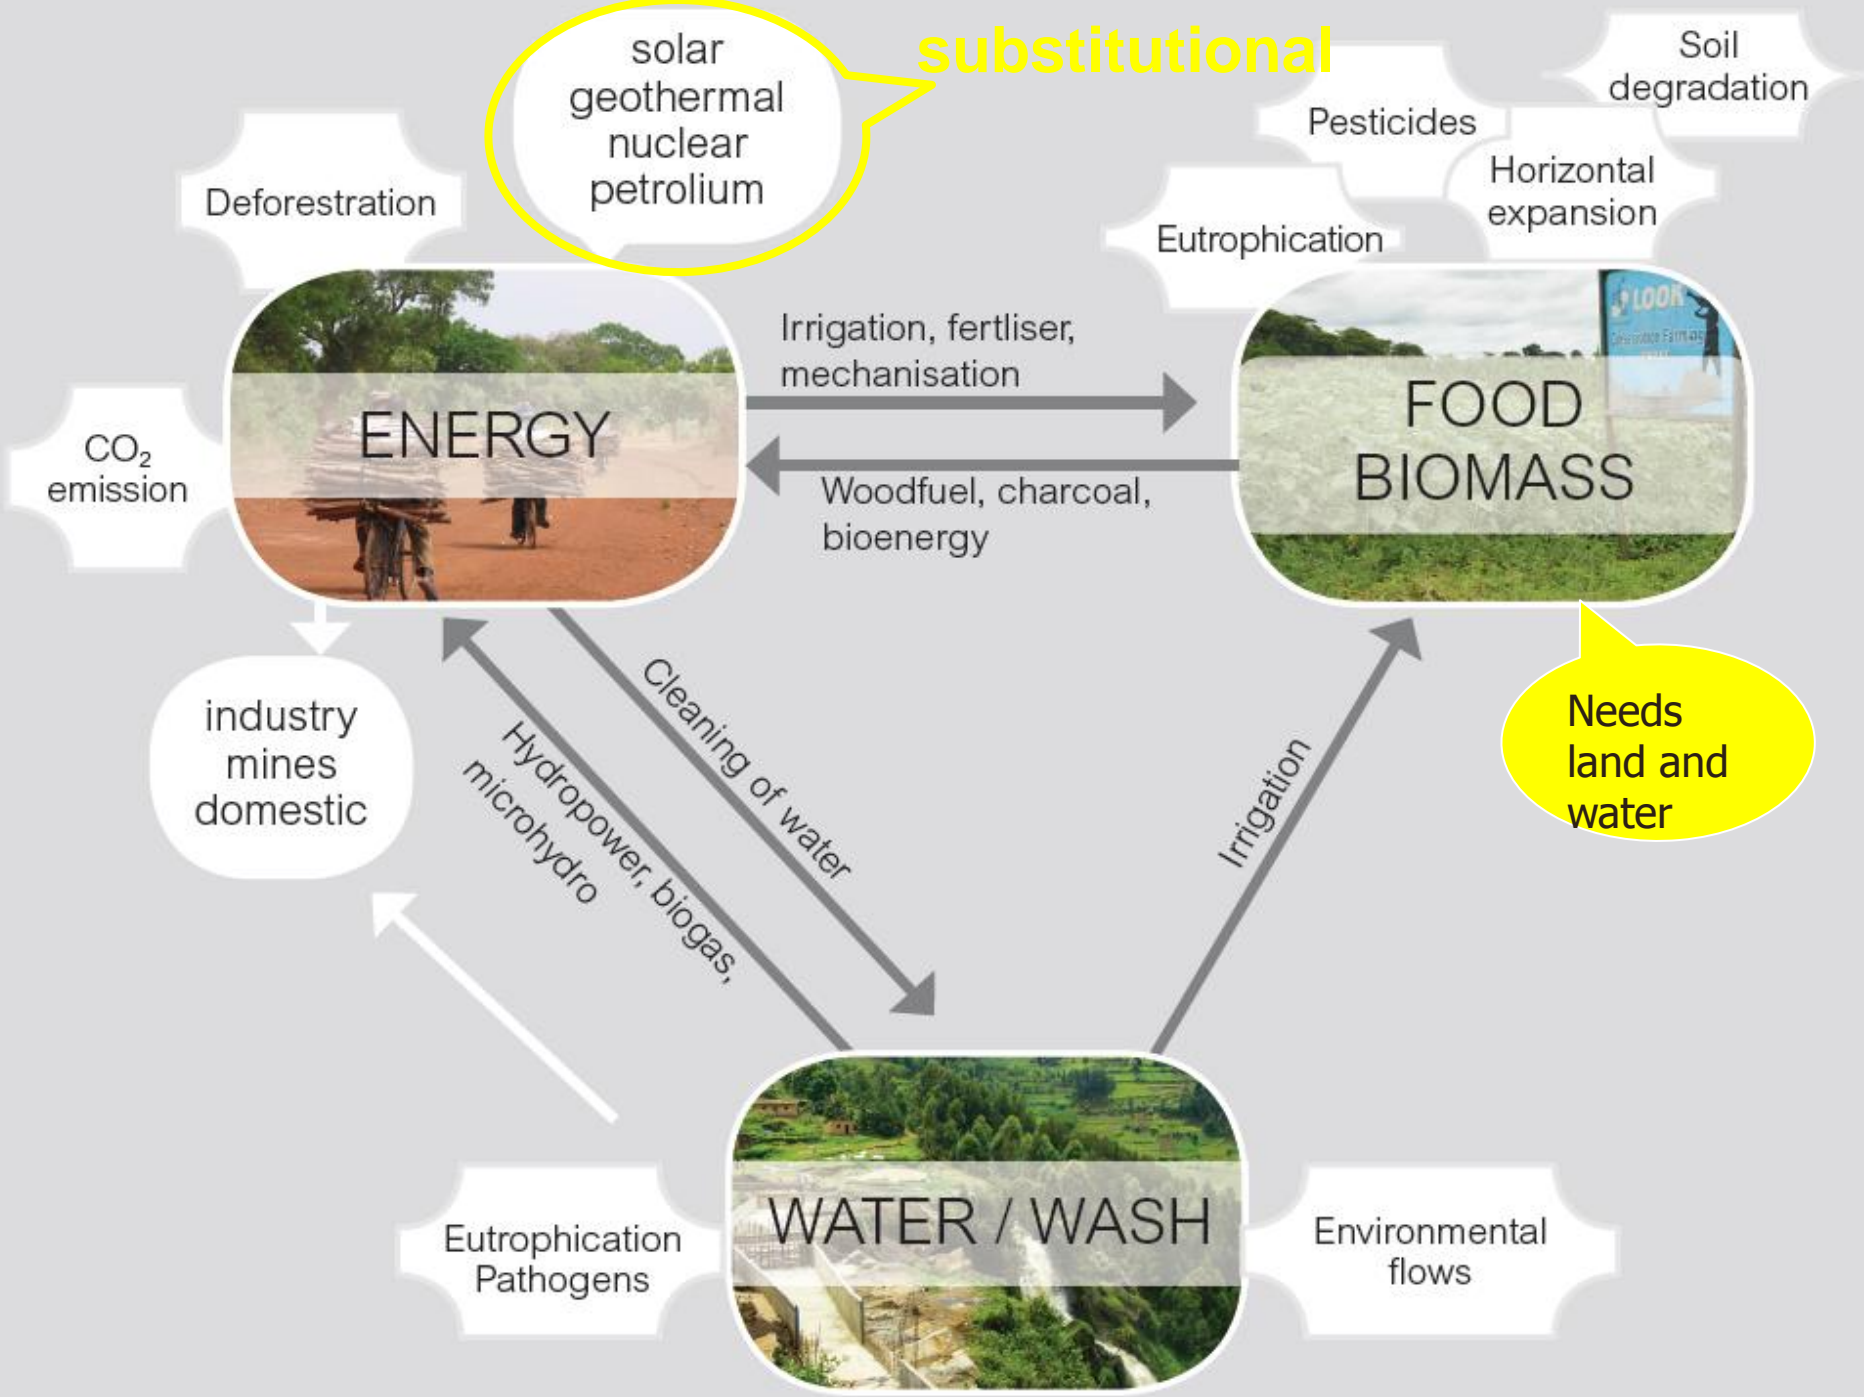 solar
geothermal
nuclear
petrolium
substitutional
Soil
degradation
Pesticides
Horizontal
expansion
Deforestration
Eutrophication
Irrigation, fertliser,
mechanisation
LOOK
ENERGY
FOOD
BIOMASS
CO₂
emission
Woodfuel, charcoal,
bioenergy
industry
mines
domestic
Cleaning of water
Hydropower, biogas,
microhydro
Irrigation
Needs
land and
water
WATER / WASH
Eutrophication
Pathogens
Environmental
flows